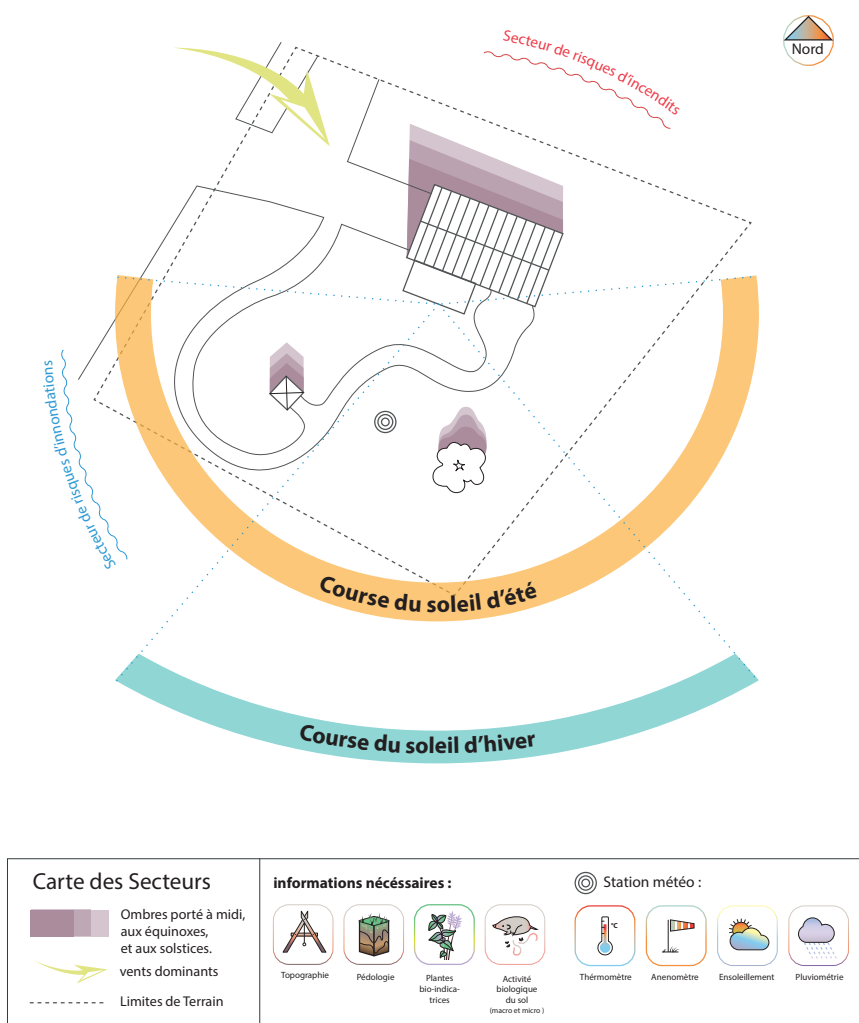 Nord
Secteur de risques d'incendits
Secteur de risques d'innondations
Course du soleil d'été
Course du soleil d'hiver
Carte des Secteurs
Ombres porté à midi,
aux équinoxes,
et aux solstices.
vents dominants
Limites de Terrain
informations nécéssaires :
Topographie
Pédologie
Plantes
bio-indica-
trices
Activité
biologique
du sol
(macro et micro )
Station météo :
°C
Thérmomètre
Anenomètre
Ensoleillement
Pluviométrie